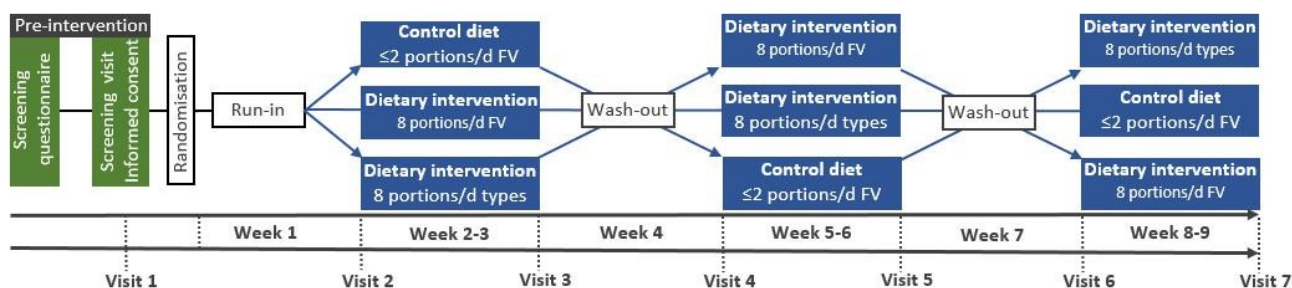 Pre-intervention
Screening
questionnaire
Screening visit
Informed consent
Randomisation
Run-in
Control diet
≤2 portions/d FV
Dietary intervention
8 portions/d FV
Dietary intervention
8 portions/d types
Wash-out
Dietary intervention
8 portions/d FV
Dietary intervention
8 portions/d types
Control diet
≤2 portions/d FV
Wash-out
Dietary intervention
8 portions/d types
Control diet
≤2 portions/d FV
Dietary intervention
8 portions/d FV
Week 1
Week 2-3
Week 4
Week 5-6
Week 7
Week 8-9
Visit 1
Visit 2
Visit 3
Visit 4
Visit 5
Visit 6
Visit 7